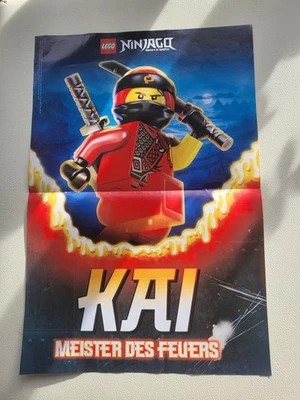 LEGO NINJAGO
KAI
MEISTER DES FEUERS